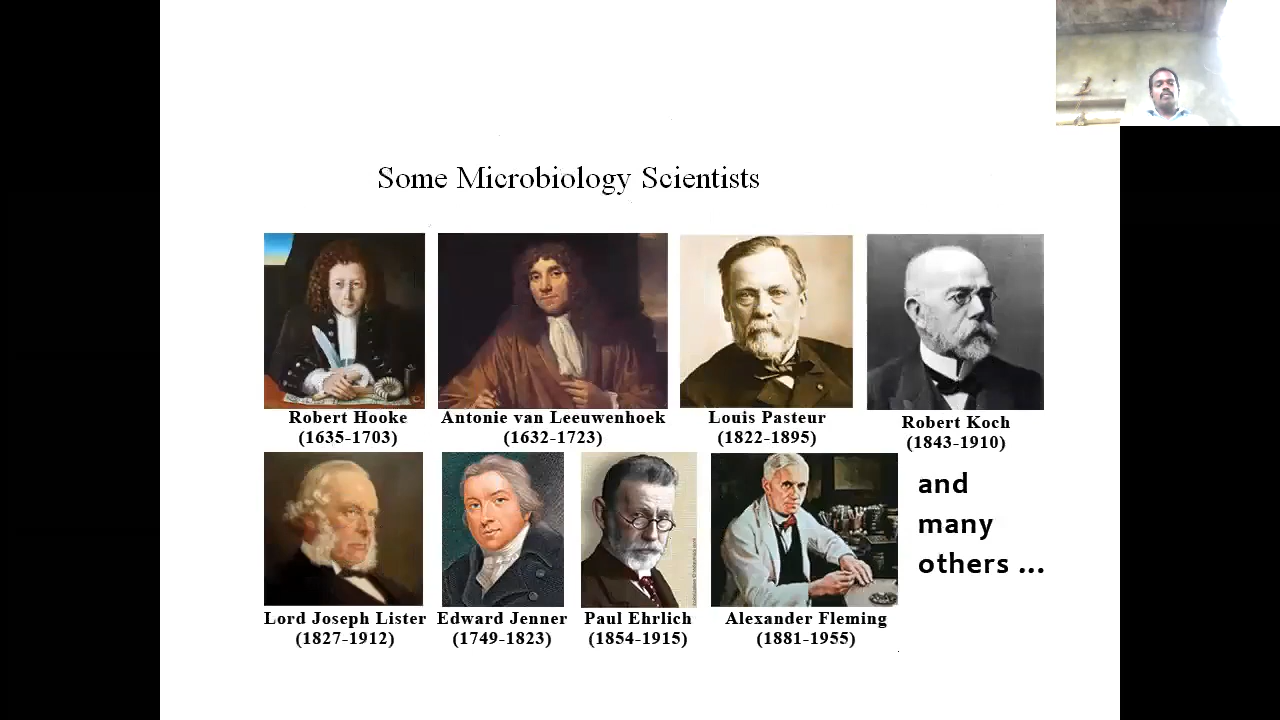 Some Microbiology Scientists
Robert Hooke
(1635-1703)
Antonie van Leeuwenhoek
(1632-1723)
Louis Pasteur
(1822-1895)
Robert Koch
(1843-1910)
Lord Joseph Lister
(1827-1912)
Edward Jenner
(1749-1823)
Paul Ehrlich
(1854-1915)
Alexander Fleming
(1881-1955)
and
many
others ...